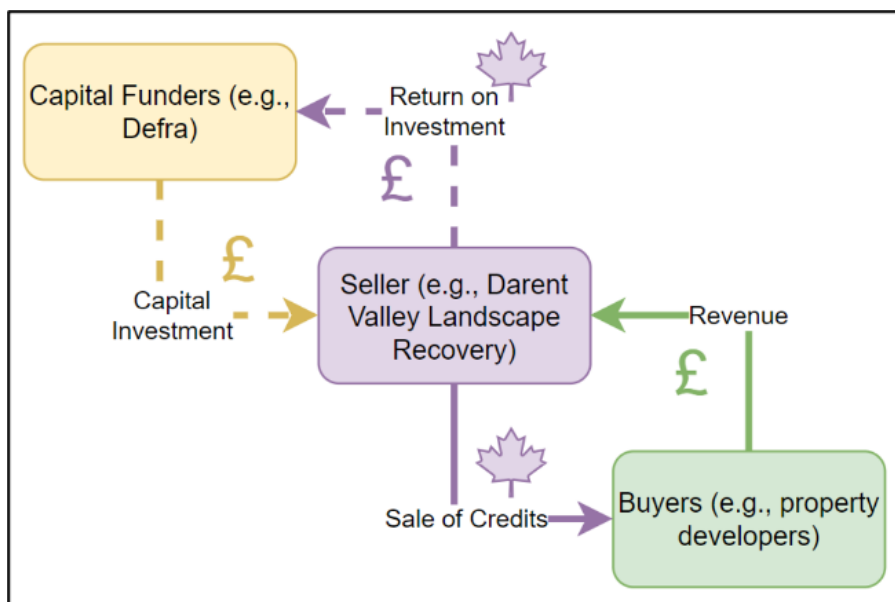 Capital Funders (e.g.,
Defra)
Return on
Investment
£
£
Capital
Investment
Seller (e.g., Darent
Valley Landscape
Recovery)
Revenue
£
Sale of Credits
Buyers (e.g., property
developers)